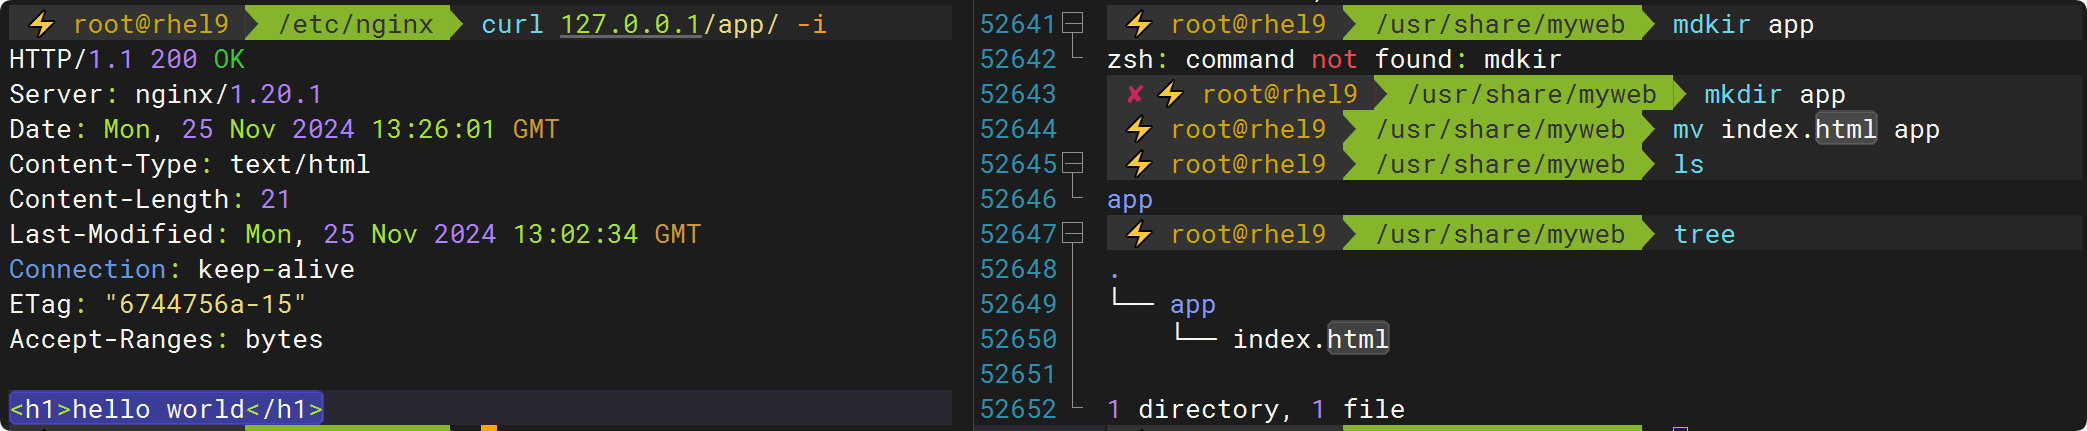 ⚡ root@rhel9 /etc/nginx curl 127.0.0.1/app/ -i
HTTP/1.1 200 OK
Server: nginx/1.20.1
Date: Mon, 25 Nov 2024 13:26:01 GMT
Content-Type: text/html
Content-Length: 21
Last-Modified: Mon, 25 Nov 2024 13:02:34 GMT
Connection: keep-alive
ETag: "6744756a-15"
Accept-Ranges: bytes
<h1>hello world</h1>
52641 ⚡ root@rhel9 /usr/share/myweb mdkir app
52642 zsh: command not found: mdkir
52643 ✘ ⚡ root@rhel9 /usr/share/myweb mkdir app
52644 ⚡ root@rhel9 /usr/share/myweb mv index.html app
52645 ⚡ root@rhel9 /usr/share/myweb ls
52646 app
52647 ⚡ root@rhel9 /usr/share/myweb tree
52648 .
52649 └── app
52650     └── index.html
52651
52652 1 directory, 1 file